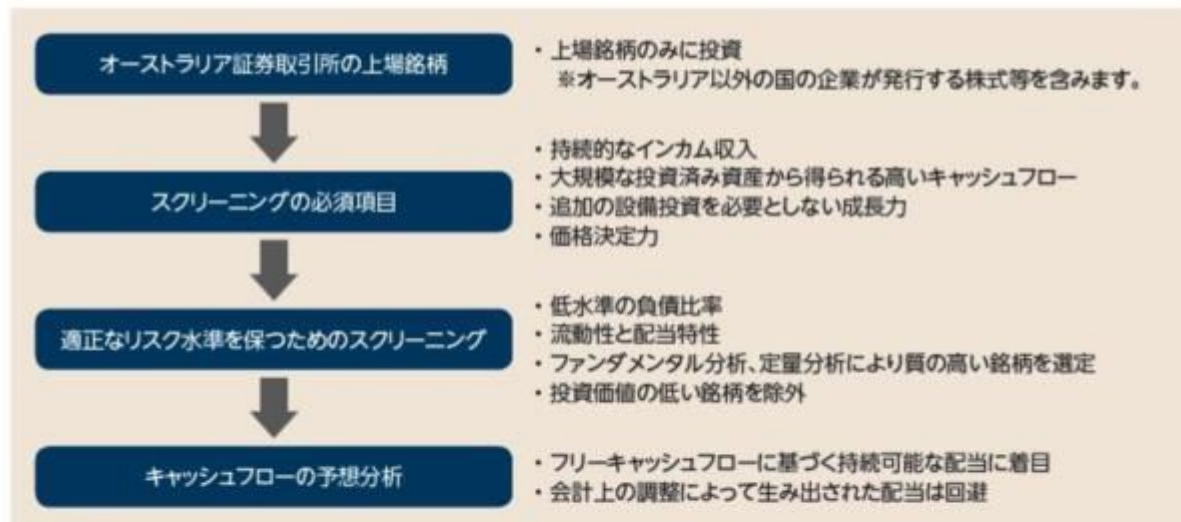 オーストラリア証券取引所の上場銘柄
・上場銘柄のみに投資
※オーストラリア以外の国の企業が発行する株式等を含みます。
スクリーニングの必須項目
・持続的なインカム収入
・大規模な投資済み資産から得られる高いキャッシュフロー
・追加の設備投資を必要としない成長力
・価格決定力
適正なリスク水準を保つためのスクリーニング
・低水準の負債比率
・流動性と配当特性
・ファンダメンタル分析、定量分析により質の高い銘柄を選定
・投資価値の低い銘柄を除外
キャッシュフローの予想分析
・フリーキャッシュフローに基づく持続可能な配当に着目
・会計上の調整によって生み出された配当は回避